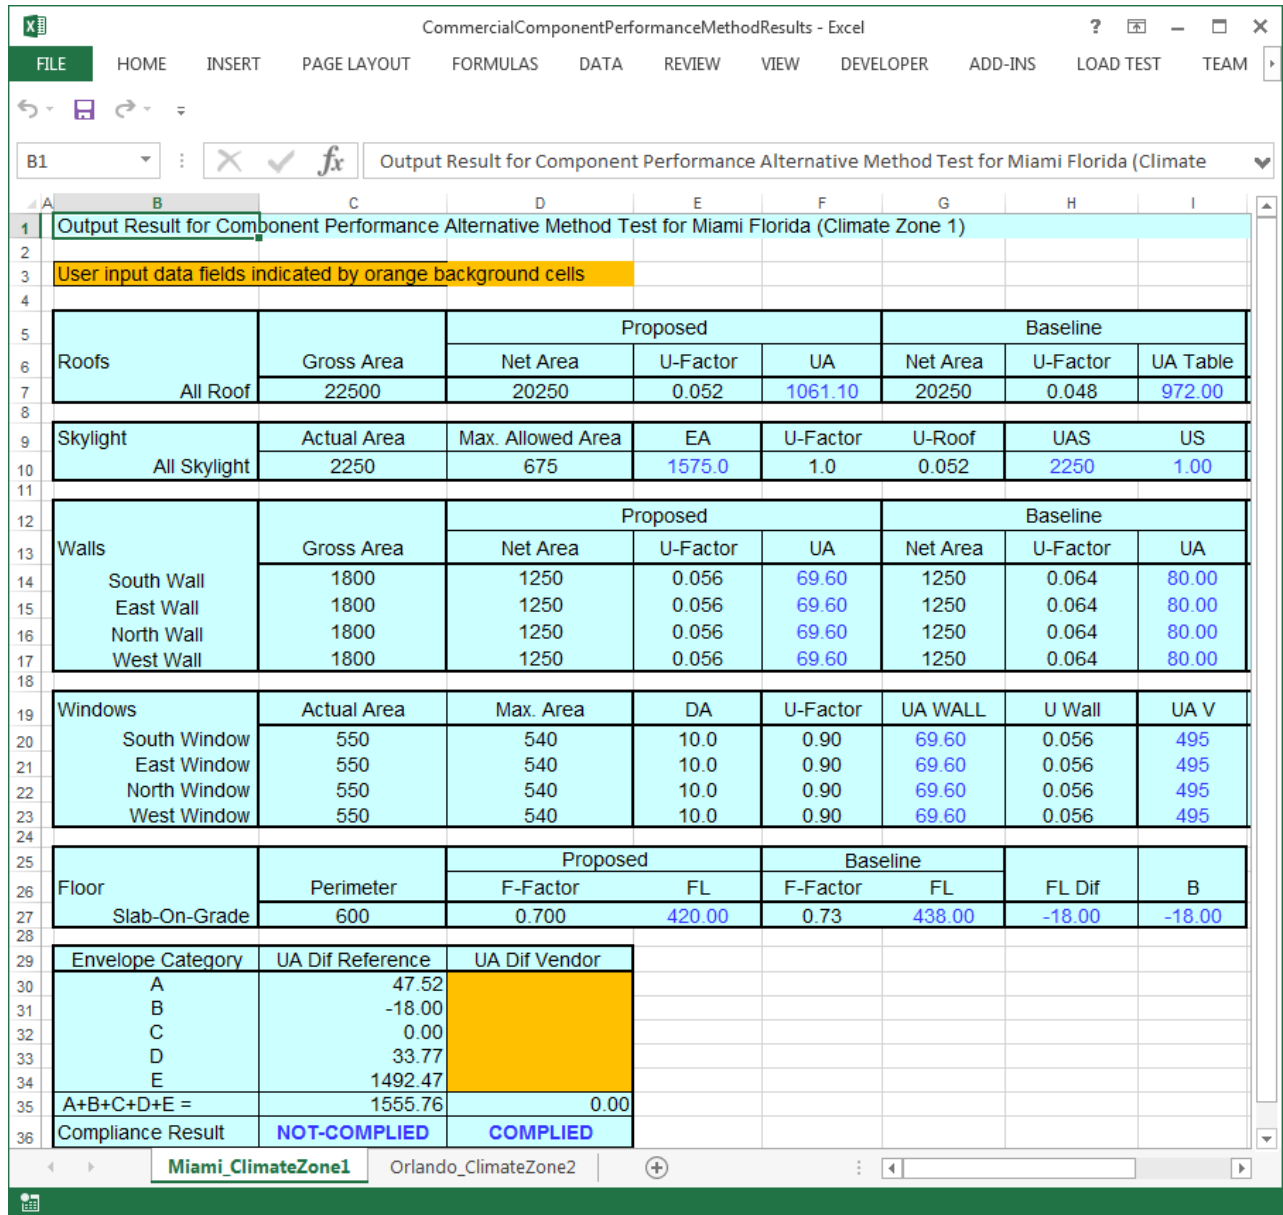 CommercialComponentPerformanceMethodResults - Excel
FILE HOME INSERT PAGE LAYOUT FORMULAS DATA REVIEW VIEW DEVELOPER ADD-INS LOAD TEST TEAM
B1 fx Output Result for Component Performance Alternative Method Test for Miami Florida (Climate
A B C D E F G H I
1 Output Result for Component Performance Alternative Method Test for Miami Florida (Climate Zone 1)
2
3 User input data fields indicated by orange background cells
4
5 Proposed Baseline
6 Roofs Gross Area Net Area U-Factor UA Net Area U-Factor UA Table
7 All Roof 22500 20250 0.052 1061.10 20250 0.048 972.00
8
9 Skylight Actual Area Max. Allowed Area EA U-Factor U-Roof UAS US
10 All Skylight 2250 675 1575.0 1.0 0.052 2250 1.00
11
12 Proposed Baseline
13 Walls Gross Area Net Area U-Factor UA Net Area U-Factor UA
14 South Wall 1800 1250 0.056 69.60 1250 0.064 80.00
15 East Wall 1800 1250 0.056 69.60 1250 0.064 80.00
16 North Wall 1800 1250 0.056 69.60 1250 0.064 80.00
17 West Wall 1800 1250 0.056 69.60 1250 0.064 80.00
18
19 Windows Actual Area Max. Area DA U-Factor UA WALL U Wall UA V
20 South Window 550 540 10.0 0.90 69.60 0.056 495
21 East Window 550 540 10.0 0.90 69.60 0.056 495
22 North Window 550 540 10.0 0.90 69.60 0.056 495
23 West Window 550 540 10.0 0.90 69.60 0.056 495
24
25 Proposed Baseline
26 Floor Perimeter F-Factor FL F-Factor FL FL Dif B
27 Slab-On-Grade 600 0.700 420.00 0.73 438.00 -18.00 -18.00
28
29 Envelope Category UA Dif Reference UA Dif Vendor
30 A 47.52
31 B -18.00
32 C 0.00
33 D 33.77
34 E 1492.47
35 A+B+C+D+E = 1555.76 0.00
36 Compliance Result NOT-COMPLIED COMPLIED
Miami_ClimateZone1 Orlando_ClimateZone2